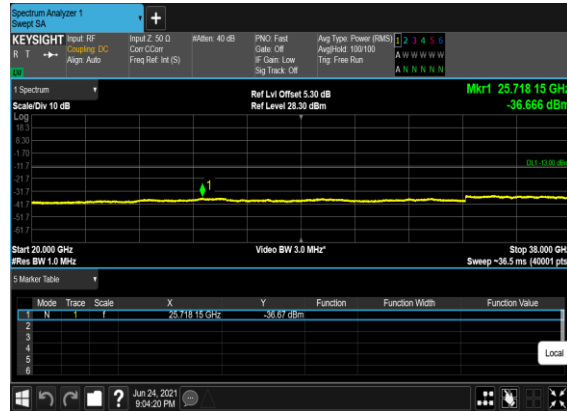 Spectrum Analyzer 1
Swept SA
KEYSIGHT Input: RF Input Z: 50 Ω #Atten: 40 dB PNO: Fast Avg Type: Power (RMS) 1 2 3 4 5 6
R T Coupling: DC Corr CCorr Gate: Off Avg|Hold: 100/100 A W W W W W
Align: Auto Freq Ref: Int (S) IF Gain: Low Trig: Free Run
Sig Track: Off A N N N N N
1 Spectrum Ref Lvl Offset 5.30 dB Mkr1 25.718 15 GHz
Scale/Div 10 dB Ref Level 28.30 dBm -36.666 dBm
Log
18.3
8.30
-1.70
-11.7 DL1 -13.00 dBm
-21.7
-31.7 1
-41.7
-51.7
-61.7
Start 20.000 GHz Video BW 3.0 MHz* Stop 38.000 GHz
#Res BW 1.0 MHz Sweep ~36.5 ms (40001 pts
5 Marker Table
Mode Trace Scale X Y Function Function Width Function Value
1 N 1 f 25.718 15 GHz -36.67 dBm
2
3
4
5
6
Local
? Jun 24, 2021
9:04:20 PM